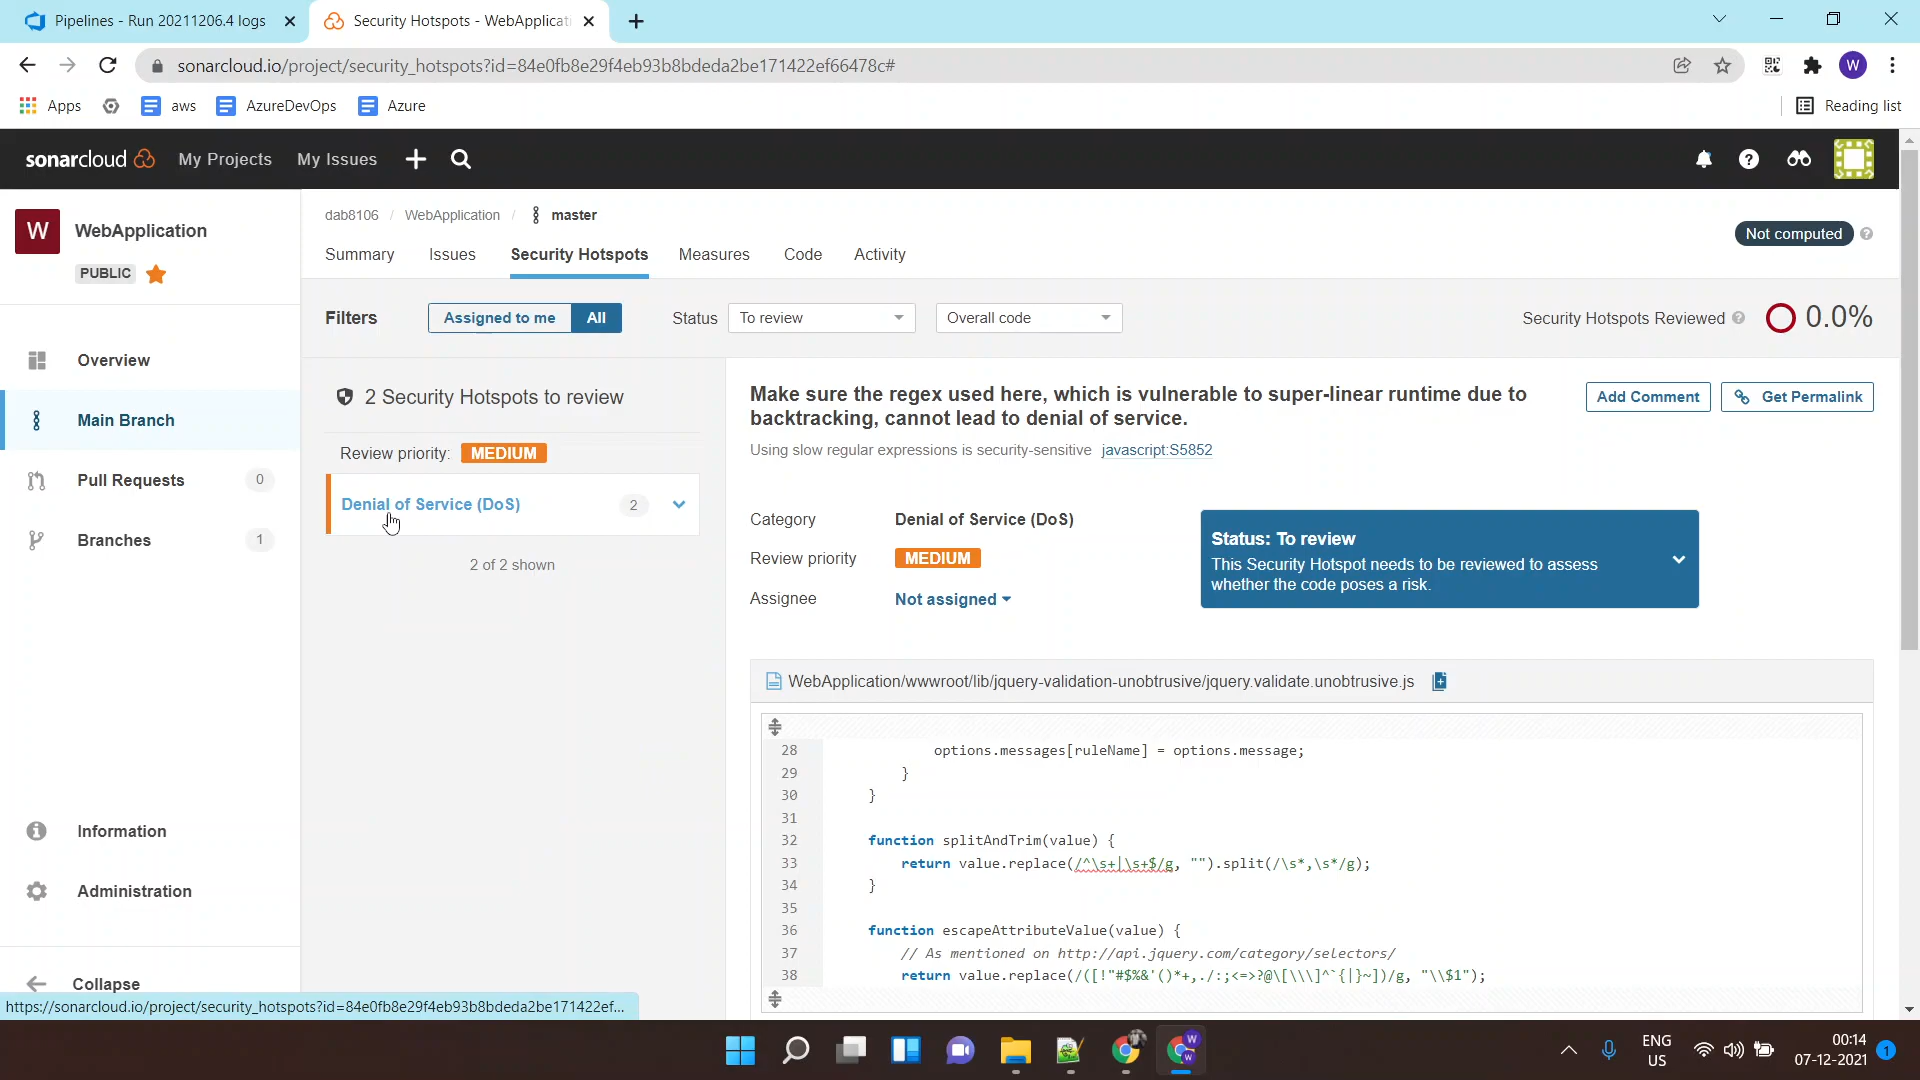 Pipelines - Run 20211206.4 logs
Security Hotspots - WebApplicati
sonarcloud.io/project/security_hotspots?id=84e0fb8e29f4eb93b8bdeda2be171422ef66478c#
W
Apps
aws
AzureDevOps
Azure
Reading list
sonarcloud
My Projects
My Issues
W
WebApplication
PUBLIC
dab8106 / WebApplication / master
Not computed
Summary
Issues
Security Hotspots
Measures
Code
Activity
Filters
Assigned to me
All
Status
To review
Overall code
Security Hotspots Reviewed
0.0%
Overview
Main Branch
Pull Requests 0
Branches 1
Information
Administration
Collapse
2 Security Hotspots to review
Review priority: MEDIUM
Denial of Service (DoS) 2
2 of 2 shown
Make sure the regex used here, which is vulnerable to super-linear runtime due to
backtracking, cannot lead to denial of service.
Using slow regular expressions is security-sensitive javascript:S5852
Add Comment
Get Permalink
Category Denial of Service (DoS)
Review priority MEDIUM
Assignee Not assigned
Status: To review
This Security Hotspot needs to be reviewed to assess
whether the code poses a risk.
WebApplication/wwwroot/lib/jquery-validation-unobtrusive/jquery.validate.unobtrusive.js
28 options.messages[ruleName] = options.message;
29 }
30 }
31
32 function splitAndTrim(value) {
33 return value.replace(/^\s+|\s+$/g, "").split(/\s*,\s*/g);
34 }
35
36 function escapeAttributeValue(value) {
37 // As mentioned on http://api.jquery.com/category/selectors/
38 return value.replace(/([!"#$%&'()*+,./:;<=>?@\[\\\]^`{|}~])/g, "\\$1");
https://sonarcloud.io/project/security_hotspots?id=84e0fb8e29f4eb93b8bdeda2be171422ef...
ENG
US
00:14
07-12-2021
1